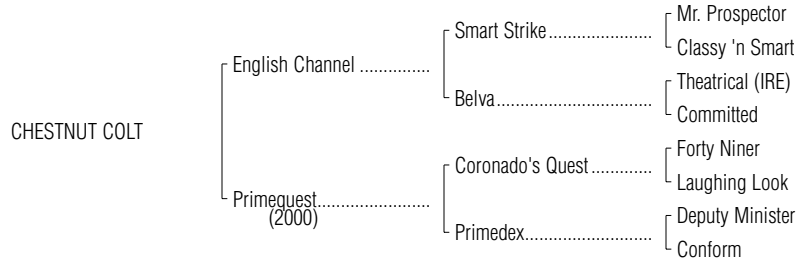 Mr. Prospector
Smart Strike......................
Classy 'n Smart
English Channel ...............
Theatrical (IRE)
Belva.................................
Committed
CHESTNUT COLT
Forty Niner
Coronado's Quest.............
Laughing Look
Primequest........................
(2000)
Deputy Minister
Primedex...........................
Conform